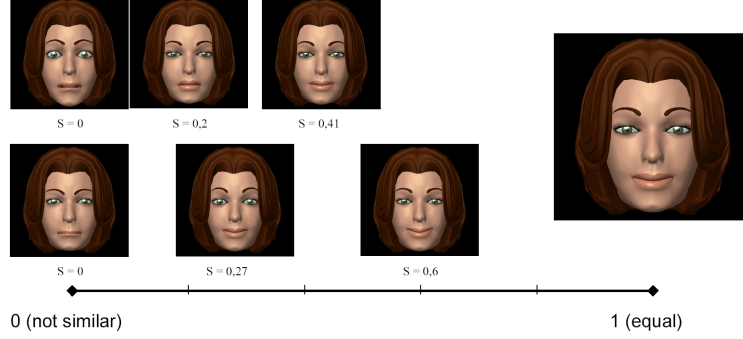 S = 0
S = 0,2
S = 0,41
S = 0
S = 0,27
S = 0,6
0 (not similar)
1 (equal)